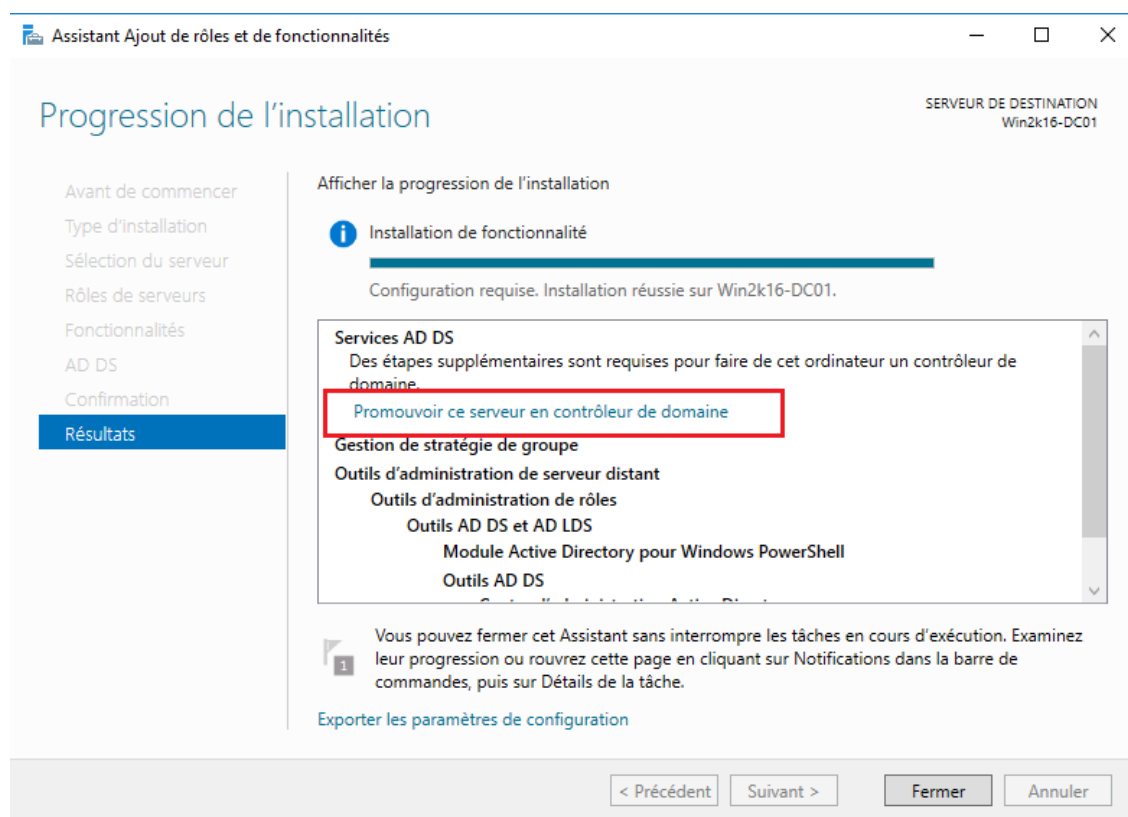 Assistant Ajout de rôles et de fonctionnalités
Progression de l’installation
SERVEUR DE DESTINATION
Win2k16-DC01
Avant de commencer
Type d'installation
Sélection du serveur
Rôles de serveurs
Fonctionnalités
AD DS
Confirmation
Résultats
Afficher la progression de l’installation
Installation de fonctionnalité
Configuration requise. Installation réussie sur Win2k16-DC01.
Services AD DS
Des étapes supplémentaires sont requises pour faire de cet ordinateur un contrôleur de
domaine.
Promouvoir ce serveur en contrôleur de domaine
Gestion de stratégie de groupe
Outils d’administration de serveur distant
Outils d’administration de rôles
Outils AD DS et AD LDS
Module Active Directory pour Windows PowerShell
Outils AD DS
1
Vous pouvez fermer cet Assistant sans interrompre les tâches en cours d’exécution. Examinez
leur progression ou rouvrez cette page en cliquant sur Notifications dans la barre de
commandes, puis sur Détails de la tâche.
Exporter les paramètres de configuration
< Précédent
Suivant >
Fermer
Annuler